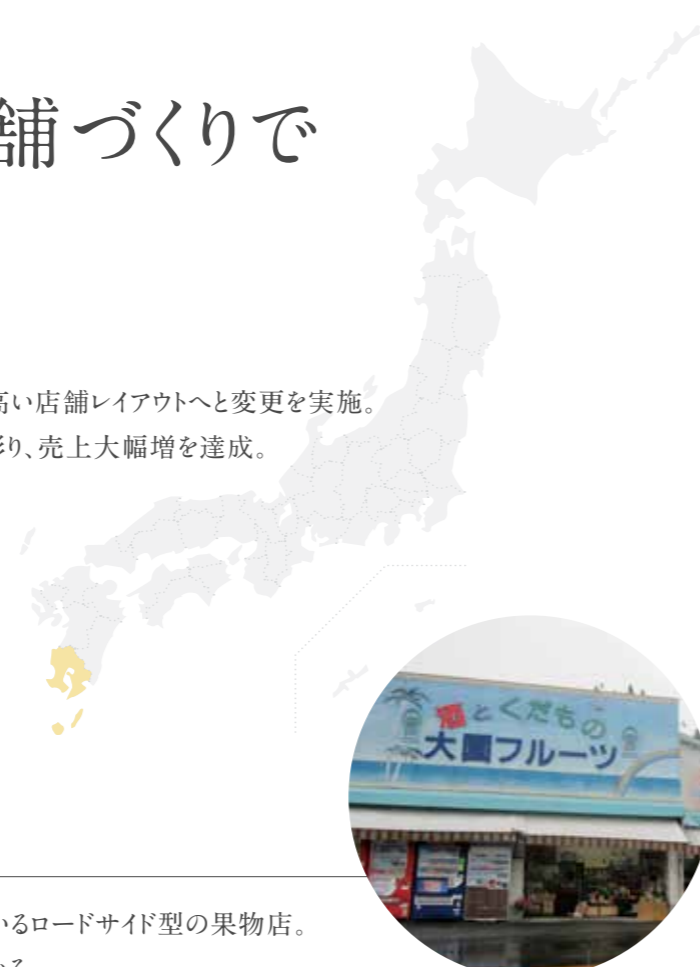 舗づくりで
高い店舗レイアウトへと変更を実施。
り、売上大幅増を達成。
酒とくだもの
大園フルーツ
いるロードサイド型の果物店。